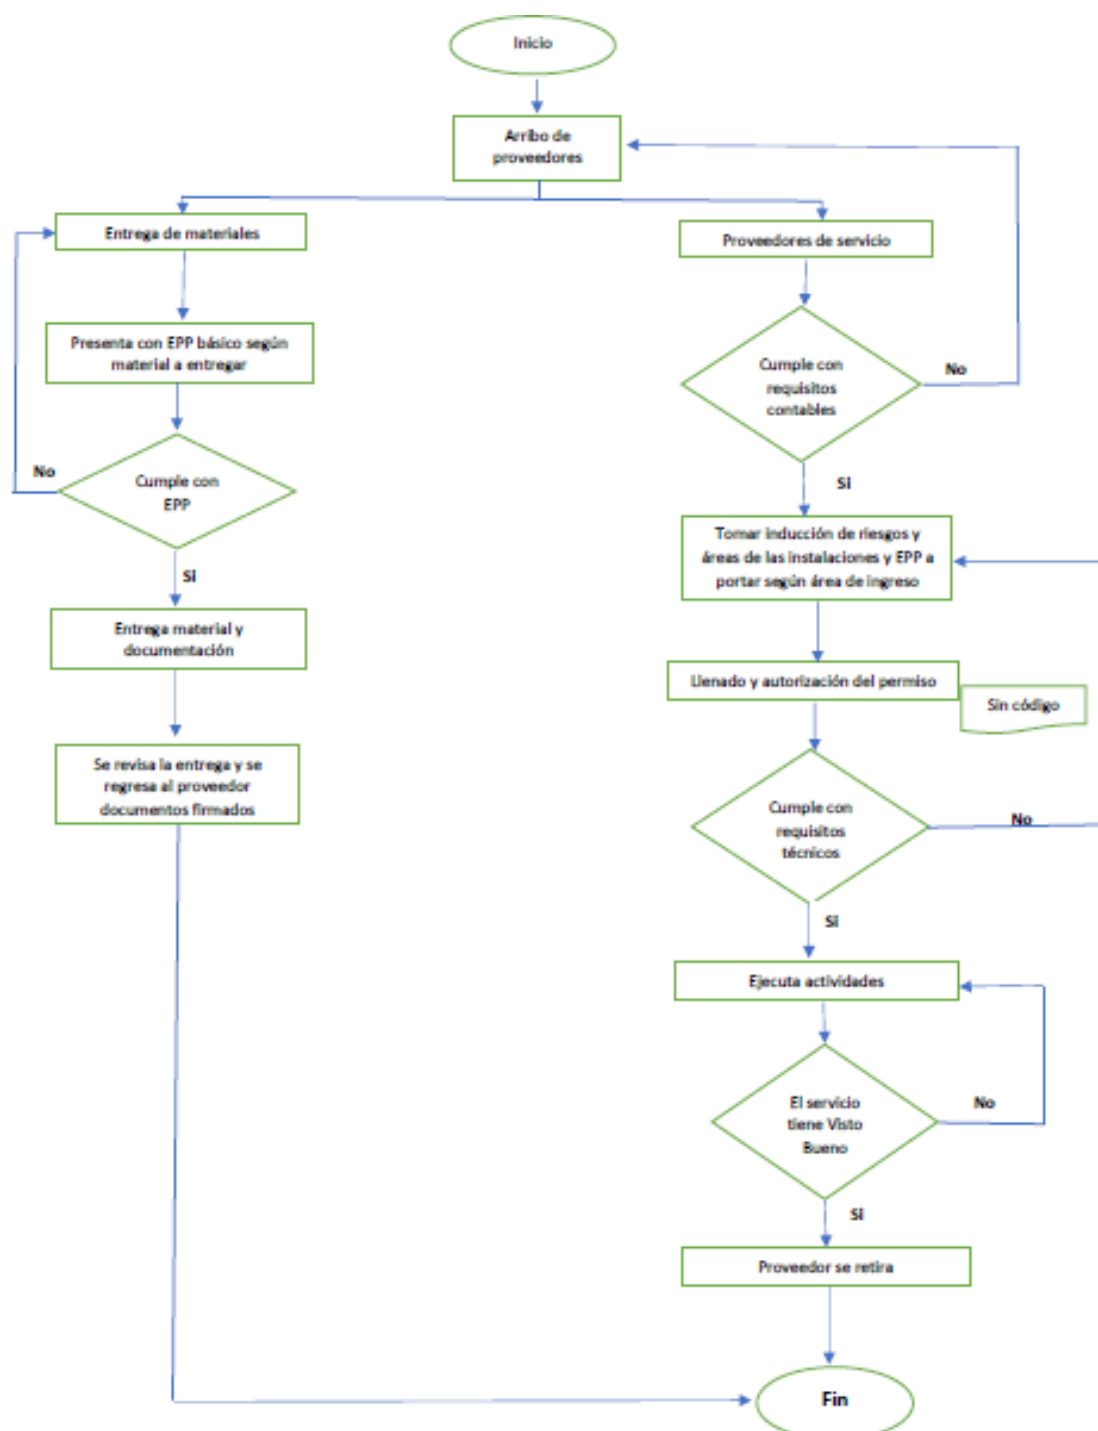 Inicio
Arribo de
proveedores
Entrega de materiales
Presenta con EPP básico según
material a entregar
No
Cumple con
EPP
Si
Entrega material y
documentación
Se revisa la entrega y se
regresa al proveedor
documentos firmados
Proveedores de servicio
Cumple con
requisitos
contables
No
Si
Tomar inducción de riesgos y
áreas de las instalaciones y EPP a
portar según área de ingreso
Llenado y autorización del permiso
Sin código
Cumple con
requisitos
técnicos
No
Si
Ejecuta actividades
El servicio
tiene Visto
Bueno
No
Si
Proveedor se retira
Fin